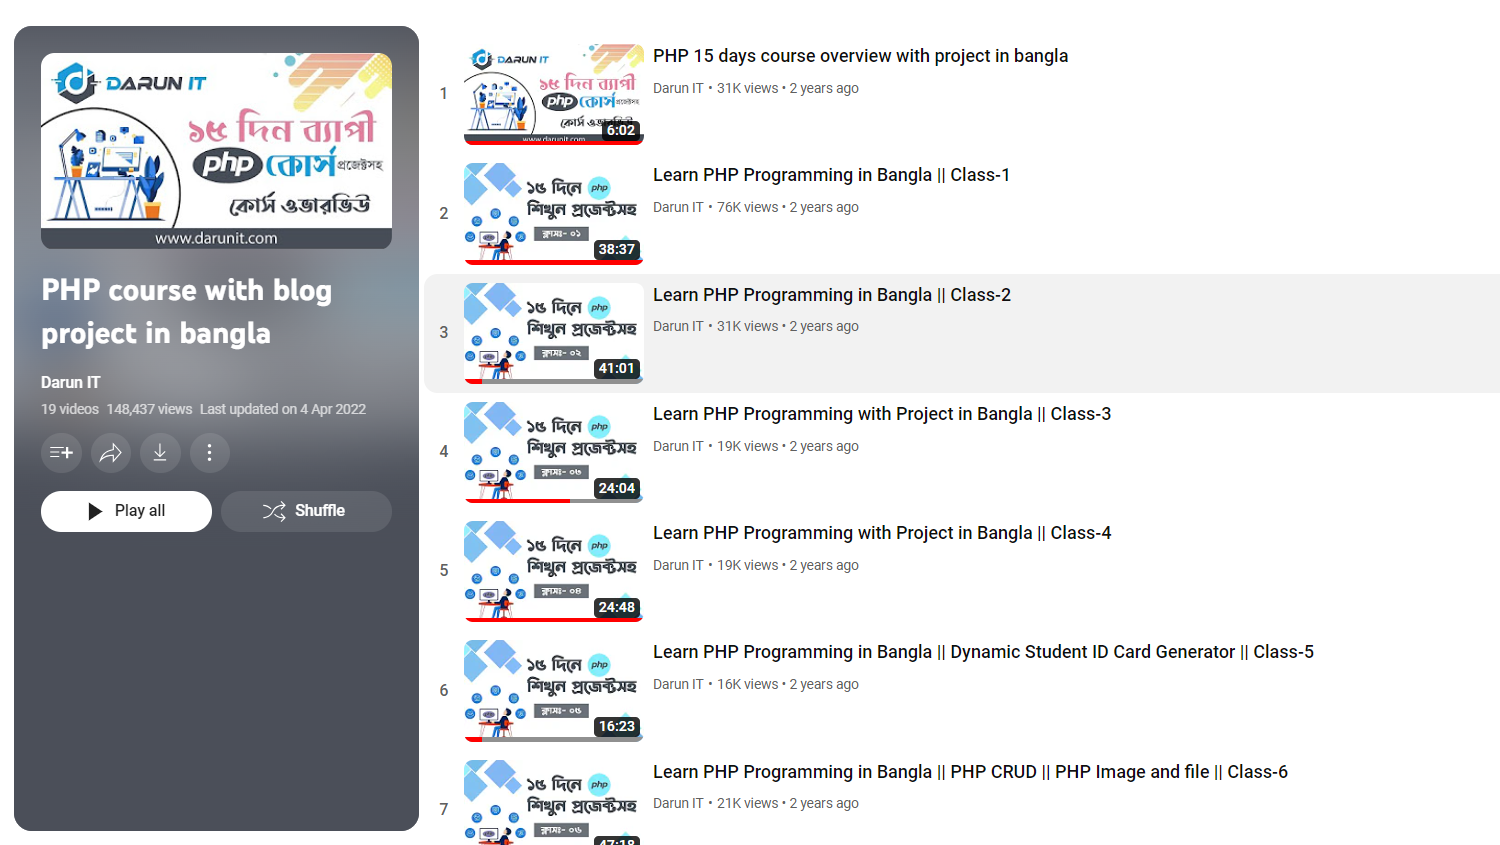 DARUN IT
১৫ দিন ব্যাপী
php কোর্স প্রজেক্টসহ
কোর্স ওভারভিউ
www.darunit.com
PHP course with blog
project in bangla
Darun IT
19 videos 148,437 views Last updated on 4 Apr 2022
Play all
Shuffle
1
DARUN IT
১৫ দিন ব্যাপী
php কোর্স প্রজেক্টসহ
কোর্স
6:02
www.darunit.com
PHP 15 days course overview with project in bangla
Darun IT • 31K views • 2 years ago
2
১৫ দিনে php
শিখুন প্রজেক্টসহ
ক্লাসঃ- ০১
38:37
Learn PHP Programming in Bangla || Class-1
Darun IT • 76K views • 2 years ago
3
১৫ দিনে php
শিখুন প্রজেক্টসহ
ক্লাসঃ- ০২
41:01
Learn PHP Programming in Bangla || Class-2
Darun IT • 31K views • 2 years ago
4
১৫ দিনে php
শিখুন প্রজেক্টসহ
ক্লাসঃ- ০৩
24:04
Learn PHP Programming with Project in Bangla || Class-3
Darun IT • 19K views • 2 years ago
5
১৫ দিনে php
শিখুন প্রজেক্টসহ
ক্লাসঃ- ০৪
24:48
Learn PHP Programming with Project in Bangla || Class-4
Darun IT • 19K views • 2 years ago
6
১৫ দিনে php
শিখুন প্রজেক্টসহ
ক্লাসঃ- ০৫
16:23
Learn PHP Programming in Bangla || Dynamic Student ID Card Generator || Class-5
Darun IT • 16K views • 2 years ago
7
১৫ দিনে php
শিখুন প্রজেক্টসহ
ক্লাসঃ- ০৬
47:18
Learn PHP Programming in Bangla || PHP CRUD || PHP Image and file || Class-6
Darun IT • 21K views • 2 years ago